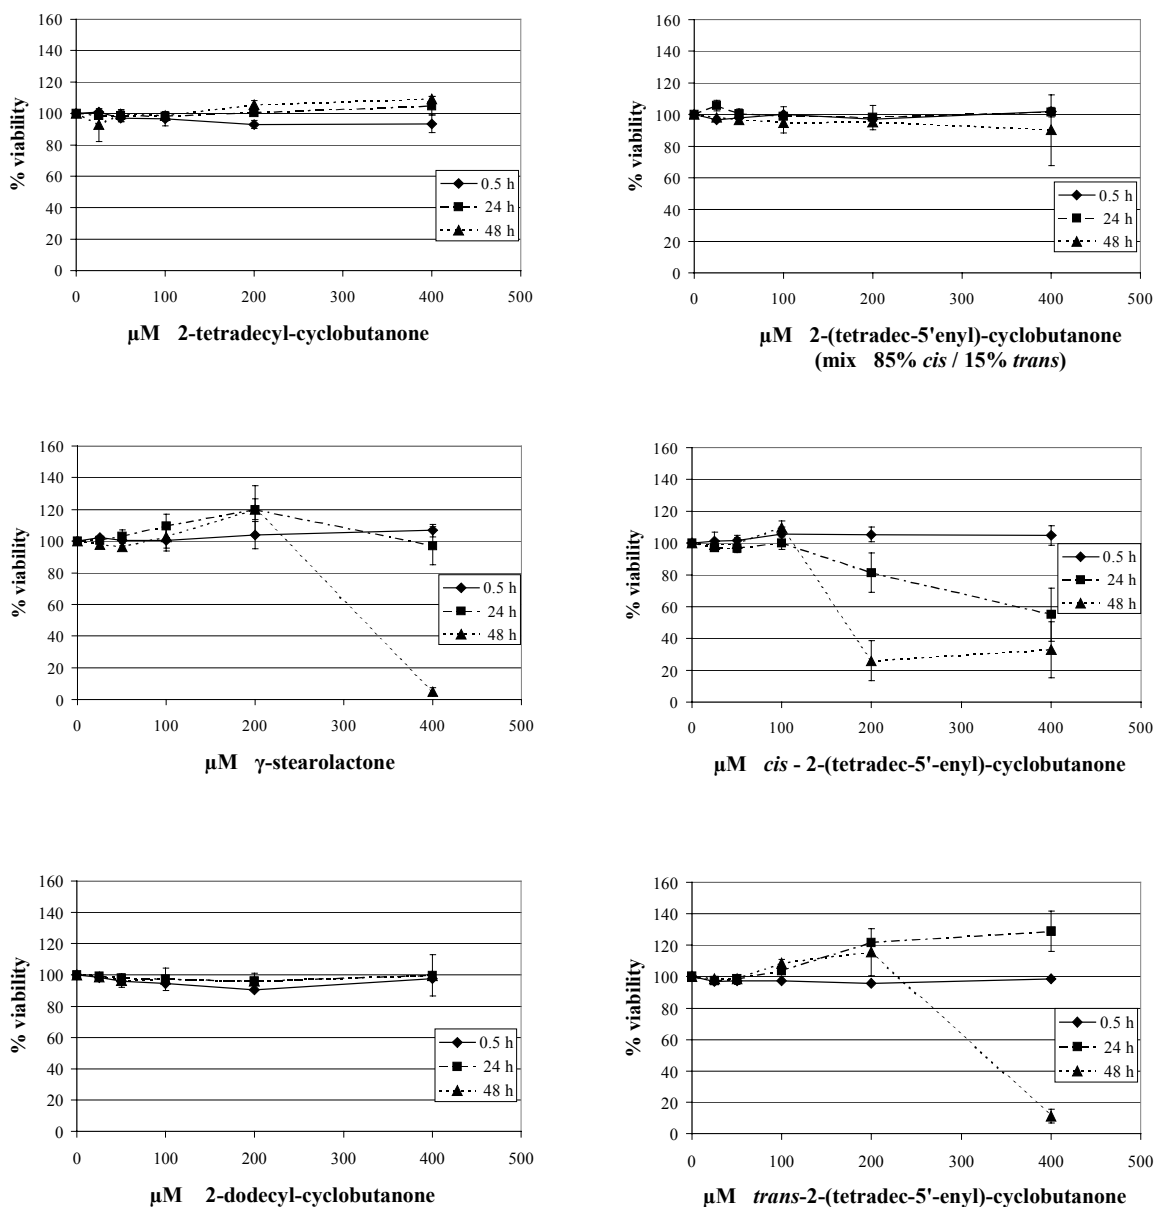 160
140
120
100
80
60
40
20
0
% viability
0.5 h
24 h
48 h
0 100 200 300 400 500
µM 2-tetradecyl-cyclobutanone
160
140
120
100
80
60
40
20
0
% viability
0.5 h
24 h
48 h
0 100 200 300 400 500
µM 2-(tetradec-5'enyl)-cyclobutanone
(mix 85% cis / 15% trans)
160
140
120
100
80
60
40
20
0
% viability
0.5 h
24 h
48 h
0 100 200 300 400 500
µM γ-stearolactone
160
140
120
100
80
60
40
20
0
% viability
0.5 h
24 h
48 h
0 100 200 300 400 500
µM cis - 2-(tetradec-5'-enyl)-cyclobutanone
160
140
120
100
80
60
40
20
0
% viability
0.5 h
24 h
48 h
0 100 200 300 400 500
µM 2-dodecyl-cyclobutanone
160
140
120
100
80
60
40
20
0
% viability
0.5 h
24 h
48 h
0 100 200 300 400 500
µM trans-2-(tetradec-5'-enyl)-cyclobutanone